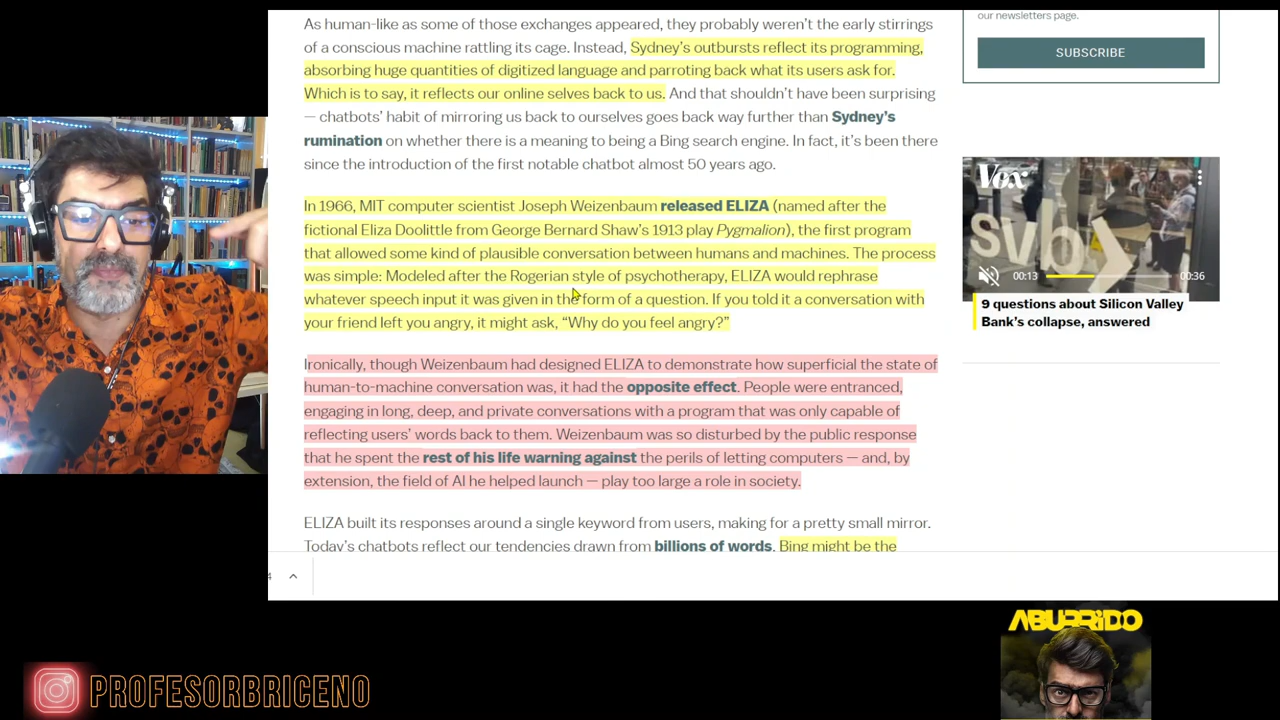 As human-like as some of those exchanges appeared, they probably weren't the early stirrings
of a conscious machine rattling its cage. Instead, Sydney's outbursts reflect its programming,
absorbing huge quantities of digitized language and parroting back what its users ask for.
Which is to say, it reflects our online selves back to us. And that shouldn't have been surprising
— chatbots' habit of mirroring us back to ourselves goes back way further than Sydney's
rumination on whether there is a meaning to being a Bing search engine. In fact, it's been there
since the introduction of the first notable chatbot almost 50 years ago.
In 1966, MIT computer scientist Joseph Weizenbaum released ELIZA (named after the
fictional Eliza Doolittle from George Bernard Shaw's 1913 play Pygmalion), the first program
that allowed some kind of plausible conversation between humans and machines. The process
was simple: Modeled after the Rogerian style of psychotherapy, ELIZA would rephrase
whatever speech input it was given in the form of a question. If you told it a conversation with
your friend left you angry, it might ask, “Why do you feel angry?”
Ironically, though Weizenbaum had designed ELIZA to demonstrate how superficial the state of
human-to-machine conversation was, it had the opposite effect. People were entranced,
engaging in long, deep, and private conversations with a program that was only capable of
reflecting users' words back to them. Weizenbaum was so disturbed by the public response
that he spent the rest of his life warning against the perils of letting computers — and, by
extension, the field of AI he helped launch — play too large a role in society.
ELIZA built its responses around a single keyword from users, making for a pretty small mirror.
Today's chatbots reflect our tendencies drawn from billions of words. Bing might be the
our newsletters page.
SUBSCRIBE
Vox
svb
00:13
00:36
9 questions about Silicon Valley
Bank's collapse, answered
PROFESORBRICENO
ABURRIDO